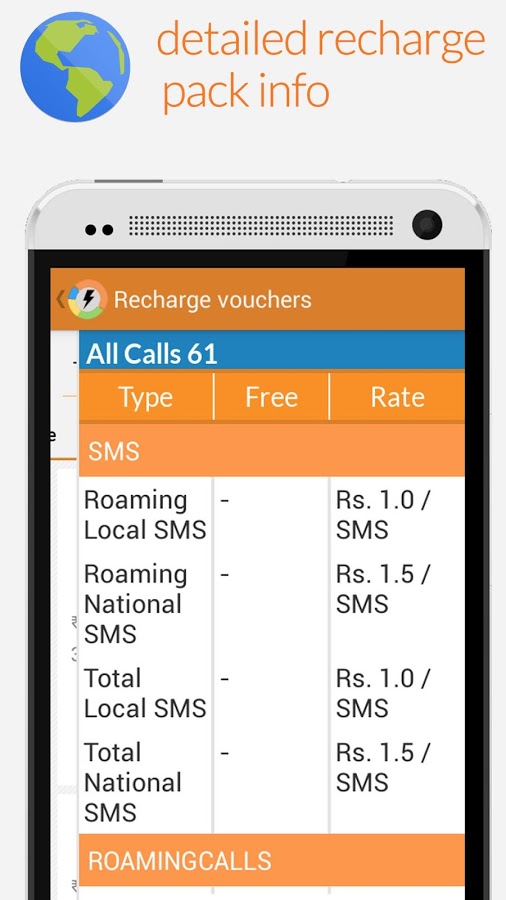 detailed recharge
pack info
Recharge vouchers
All Calls 61
Type Free Rate
e
SMS
Roaming - Rs. 1.0 /
Local SMS SMS
Roaming - Rs. 1.5 /
National SMS
SMS
Total - Rs. 1.0 /
Local SMS SMS
Total - Rs. 1.5 /
National SMS
SMS
ROAMINGCALLS